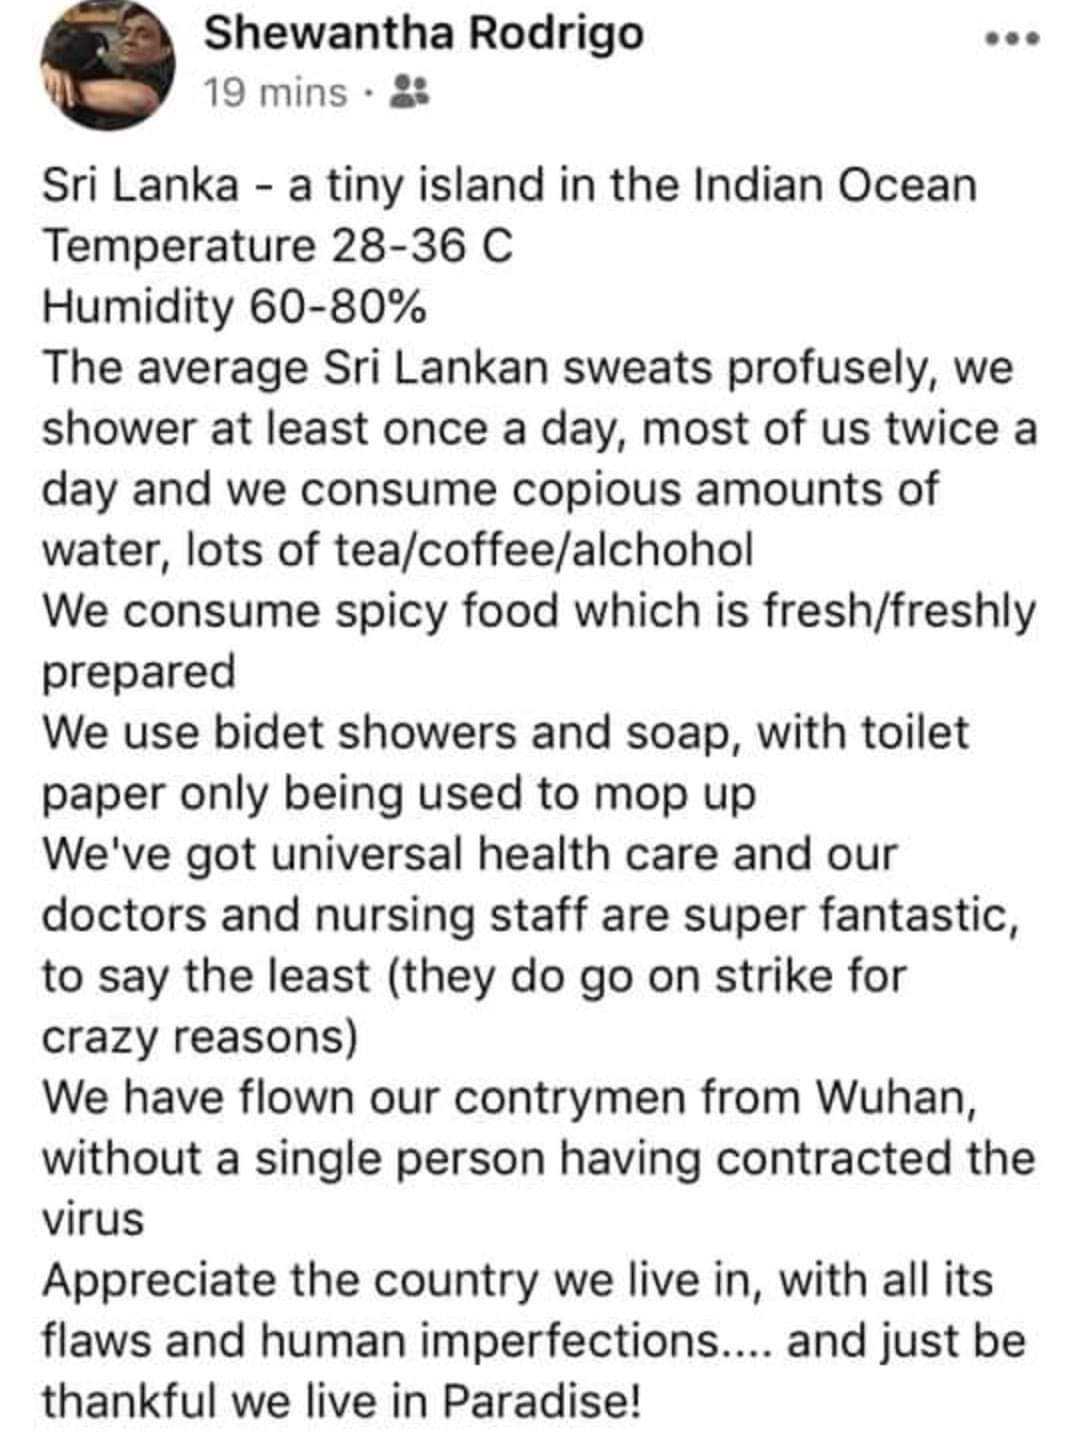 Shewantha Rodrigo
19 mins ·
Sri Lanka - a tiny island in the Indian Ocean
Temperature 28-36 C
Humidity 60-80%
The average Sri Lankan sweats profusely, we
shower at least once a day, most of us twice a
day and we consume copious amounts of
water, lots of tea/coffee/alchohol
We consume spicy food which is fresh/freshly
prepared
We use bidet showers and soap, with toilet
paper only being used to mop up
We've got universal health care and our
doctors and nursing staff are super fantastic,
to say the least (they do go on strike for
crazy reasons)
We have flown our contrymen from Wuhan,
without a single person having contracted the
virus
Appreciate the country we live in, with all its
flaws and human imperfections.... and just be
thankful we live in Paradise!